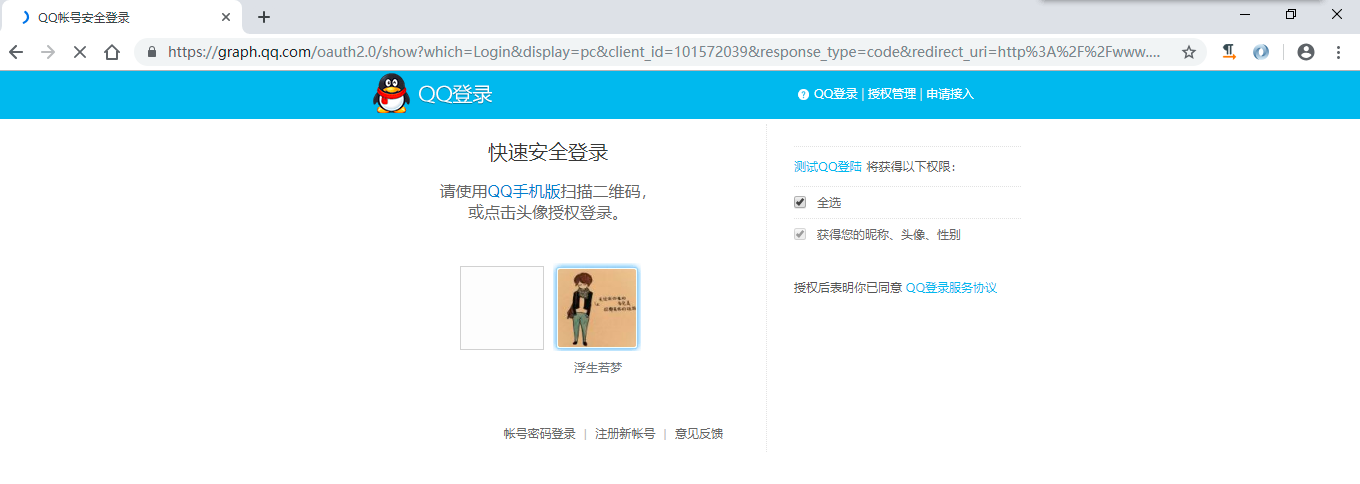 QQ帐号安全登录
https://graph.qq.com/oauth2.0/show?which=Login&display=pc&client_id=101572039&response_type=code&redirect_uri=http%3A%2F%2Fwww....
QQ登录
QQ登录 | 授权管理 | 申请接入
快速安全登录
请使用QQ手机版扫描二维码，
或点击头像授权登录。
浮生若梦
帐号密码登录 | 注册新帐号 | 意见反馈
测试QQ登陆 将获得以下权限：
全选
获得您的昵称、头像、性别
授权后表明你已同意 QQ登录服务协议